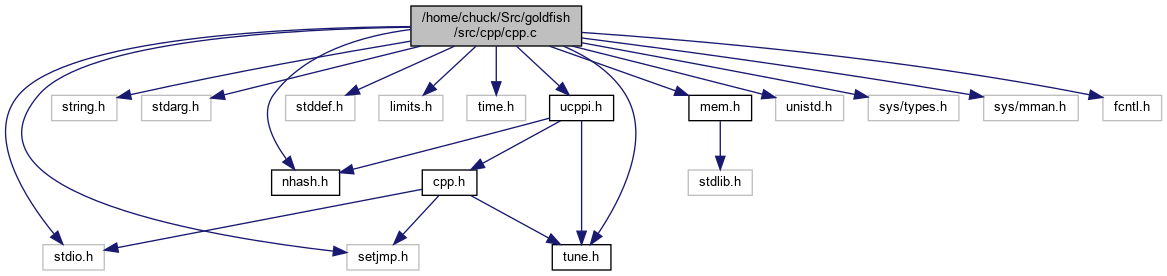 /home/chuck/Src/goldfish
/src/cpp/cpp.c
string.h
stdarg.h
stddef.h
limits.h
time.h
ucppi.h
mem.h
unistd.h
sys/types.h
sys/mman.h
fcntl.h
nhash.h
cpp.h
stdlib.h
stdio.h
setjmp.h
tune.h